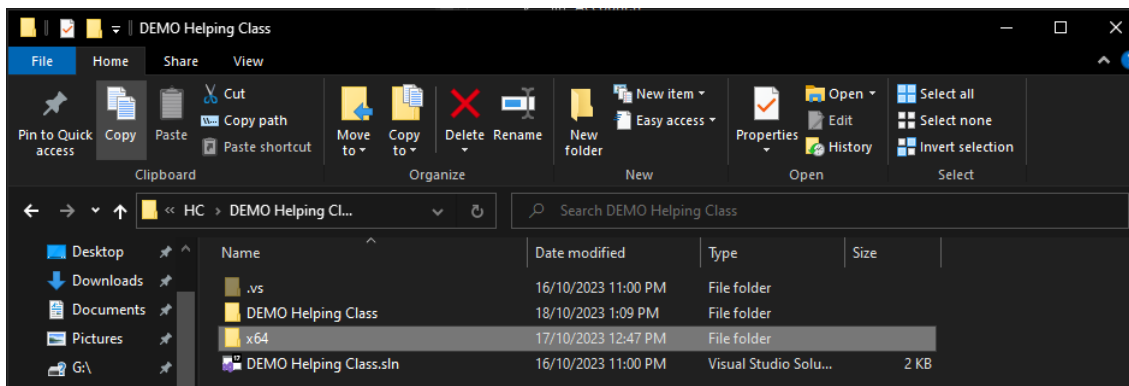 DEMO Helping Class
File Home Share View
Pin to Quick access
Copy
Paste
Cut
Copy path
Paste shortcut
Move to
Copy to
Delete
Rename
New folder
New item
Easy access
Properties
Open
Edit
History
Select all
Select none
Invert selection
Clipboard Organize New Open Select
« HC > DEMO Helping Cl...
Search DEMO Helping Class
Desktop
Downloads
Documents
Pictures
G:\
Name Date modified Type Size
.vs 16/10/2023 11:00 PM File folder
DEMO Helping Class 18/10/2023 1:09 PM File folder
x64 17/10/2023 12:47 PM File folder
DEMO Helping Class.sln 16/10/2023 11:00 PM Visual Studio Solu... 2 KB